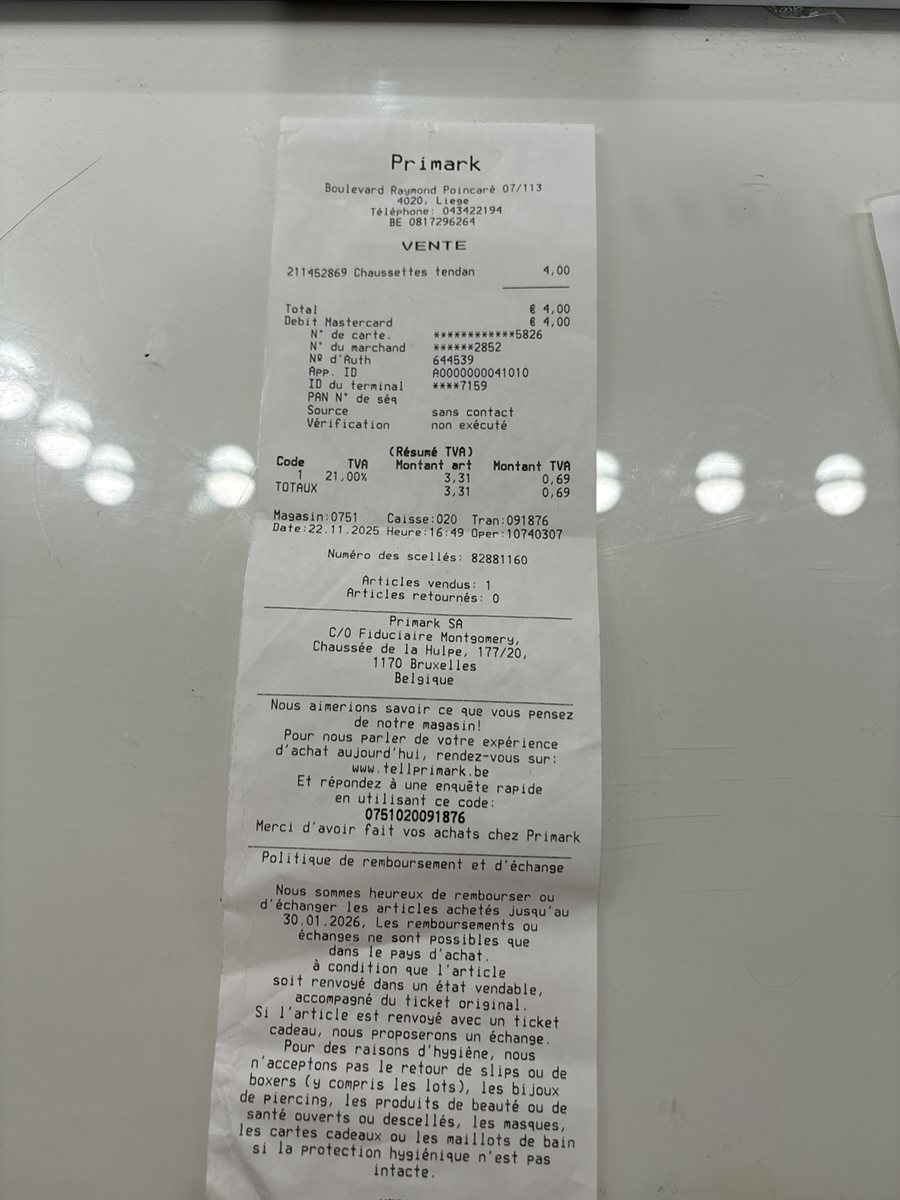 Primark
Boulevard Raymond Poincaré 07/113
4020, Liege
Téléphone: 043422194
BE 0817296264
VENTE
211452869 Chaussettes tendan 4,00
Total € 4,00
Debit Mastercard € 4,00
N° de carte. ************5826
N° du marchand ******2852
Nº d'Auth 644539
App. ID A0000000041010
ID du terminal ****7159
PAN N° de séq
Source sans contact
Vérification non exécuté
(Résumé TVA)
Code TVA Montant art Montant TVA
1 21,00% 3,31 0,69
TOTAUX 3,31 0,69
Magasin:0751 Caisse:020 Tran:091876
Date:22.11.2025 Heure:16:49 Oper:10740307
Numéro des scellés: 82881160
Articles vendus: 1
Articles retournés: 0
Primark SA
C/O Fiduciaire Montgomery,
Chaussée de la Hulpe, 177/20,
1170 Bruxelles
Belgique
Nous aimerions savoir ce que vous pensez
de notre magasin!
Pour nous parler de votre expérience
d'achat aujourd'hui, rendez-vous sur:
www.tellprimark.be
Et répondez à une enquête rapide
en utilisant ce code:
0751020091876
Merci d'avoir fait vos achats chez Primark
Politique de remboursement et d'échange
Nous sommes heureux de rembourser ou
d'échanger les articles achetés jusqu'au
30.01.2026, Les remboursements ou
échanges ne sont possibles que
dans le pays d'achat.
à condition que l'article
soit renvoyé dans un état vendable,
accompagné du ticket original.
Si l'article est renvoyé avec un ticket
cadeau, nous proposerons un échange.
Pour des raisons d'hygiène, nous
n'acceptons pas le retour de slips ou de
boxers (y compris les lots), les bijoux
de piercing, les produits de beauté ou de
santé ouverts ou descellés, les masques,
les cartes cadeaux ou les maillots de bain
si la protection hygiénique n'est pas
intacte.